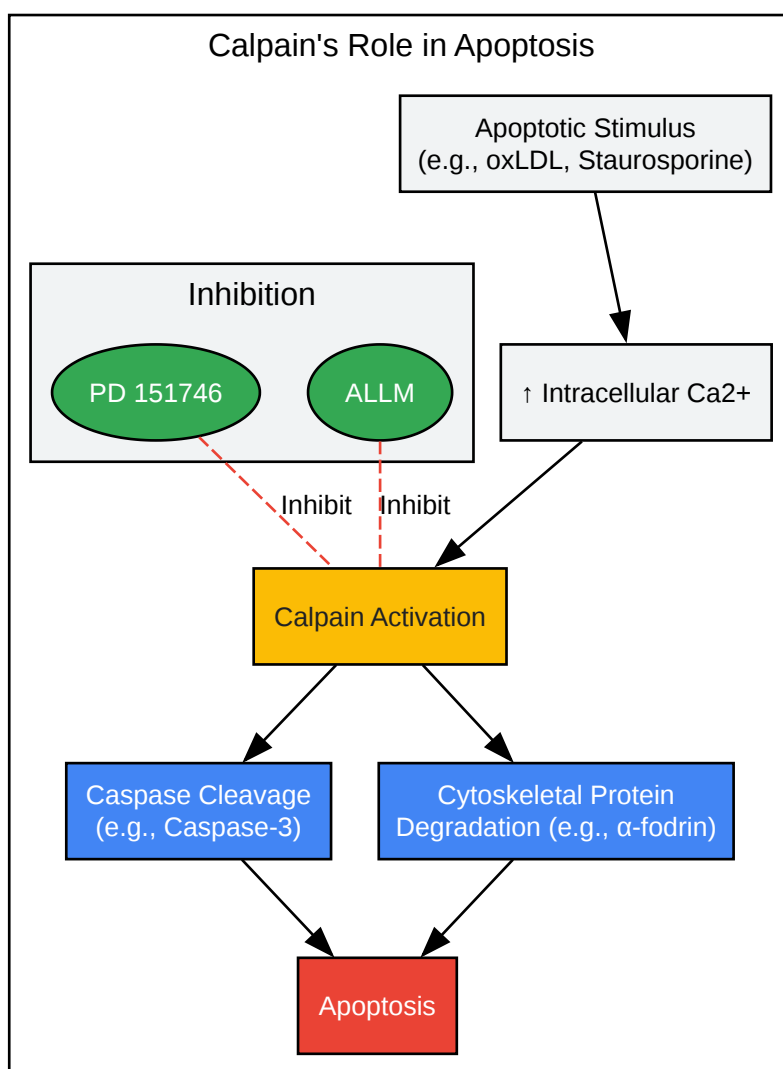 Calpain's Role in Apoptosis
Apoptotic Stimulus
(e.g., oxLDL, Staurosporine)
Inhibition
PD 151746
ALLM
↑ Intracellular Ca2+
Inhibit
Inhibit
Calpain Activation
Caspase Cleavage
(e.g., Caspase-3)
Cytoskeletal Protein
Degradation (e.g., α-fodrin)
Apoptosis